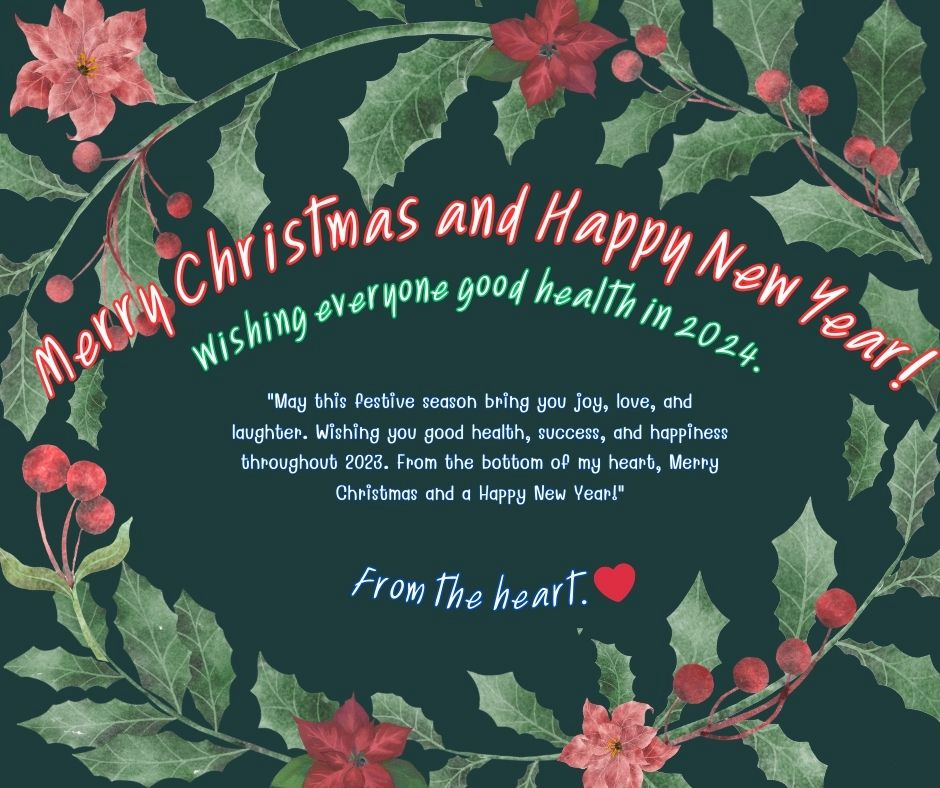 Merry Christmas and Happy New Year!
Wishing everyone good health in 2024.
"May this festive season bring you joy, love, and
laughter. Wishing you good health, success, and happiness
throughout 2023. From the bottom of my heart, Merry
Christmas and a Happy New Year!"
From the heart.